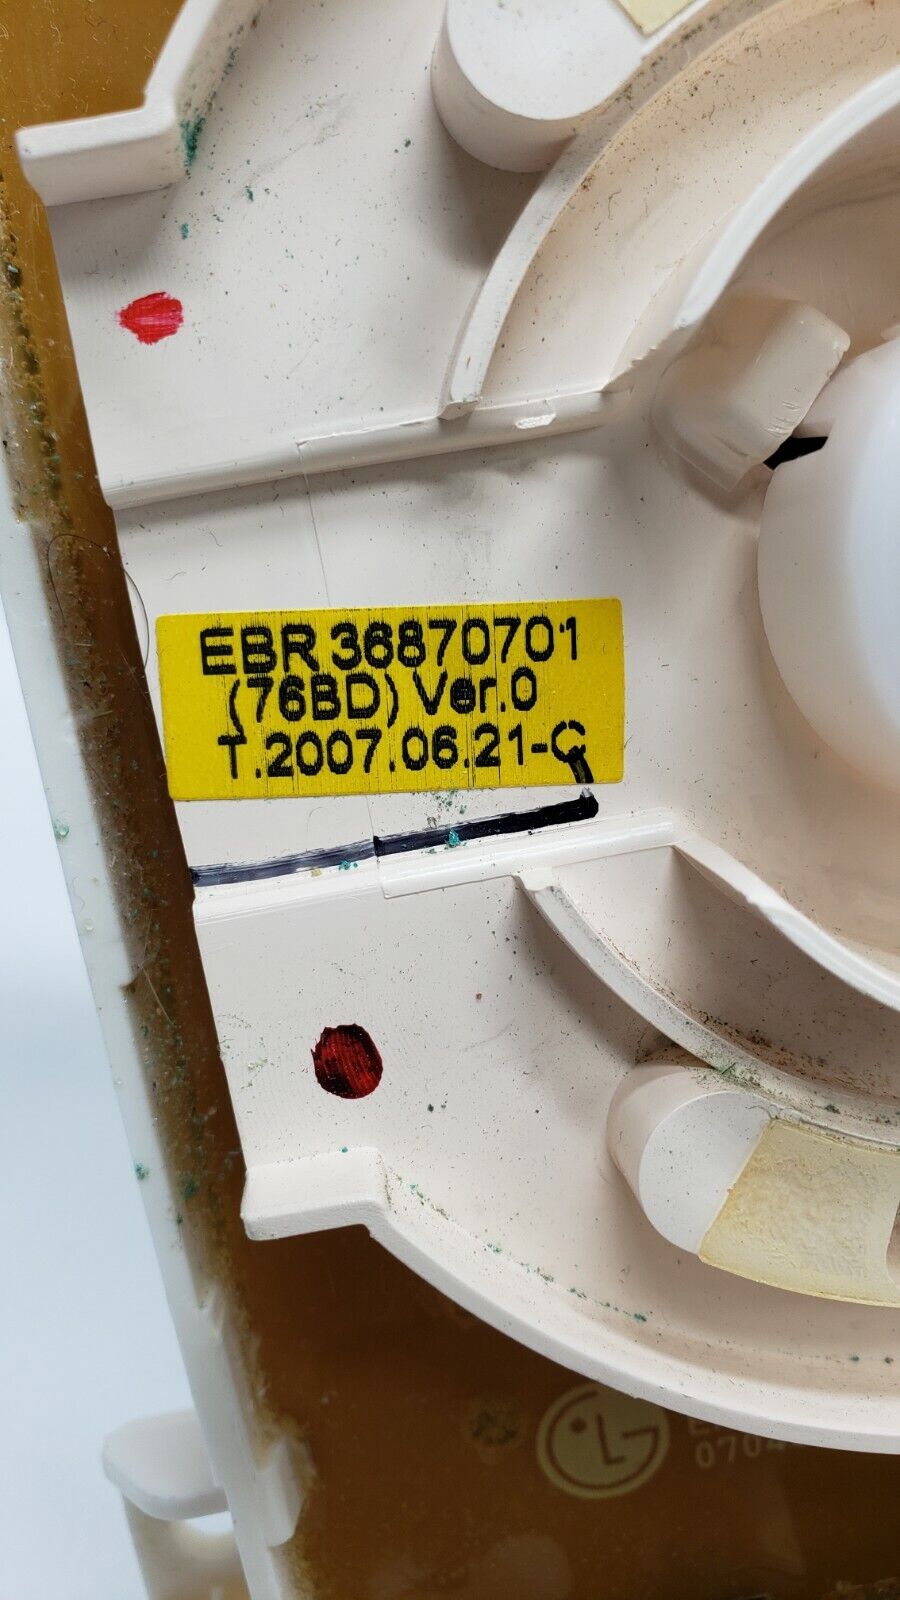 EBR 36870701
(76BD) Ver.0
T.2007.06.21-C
LG